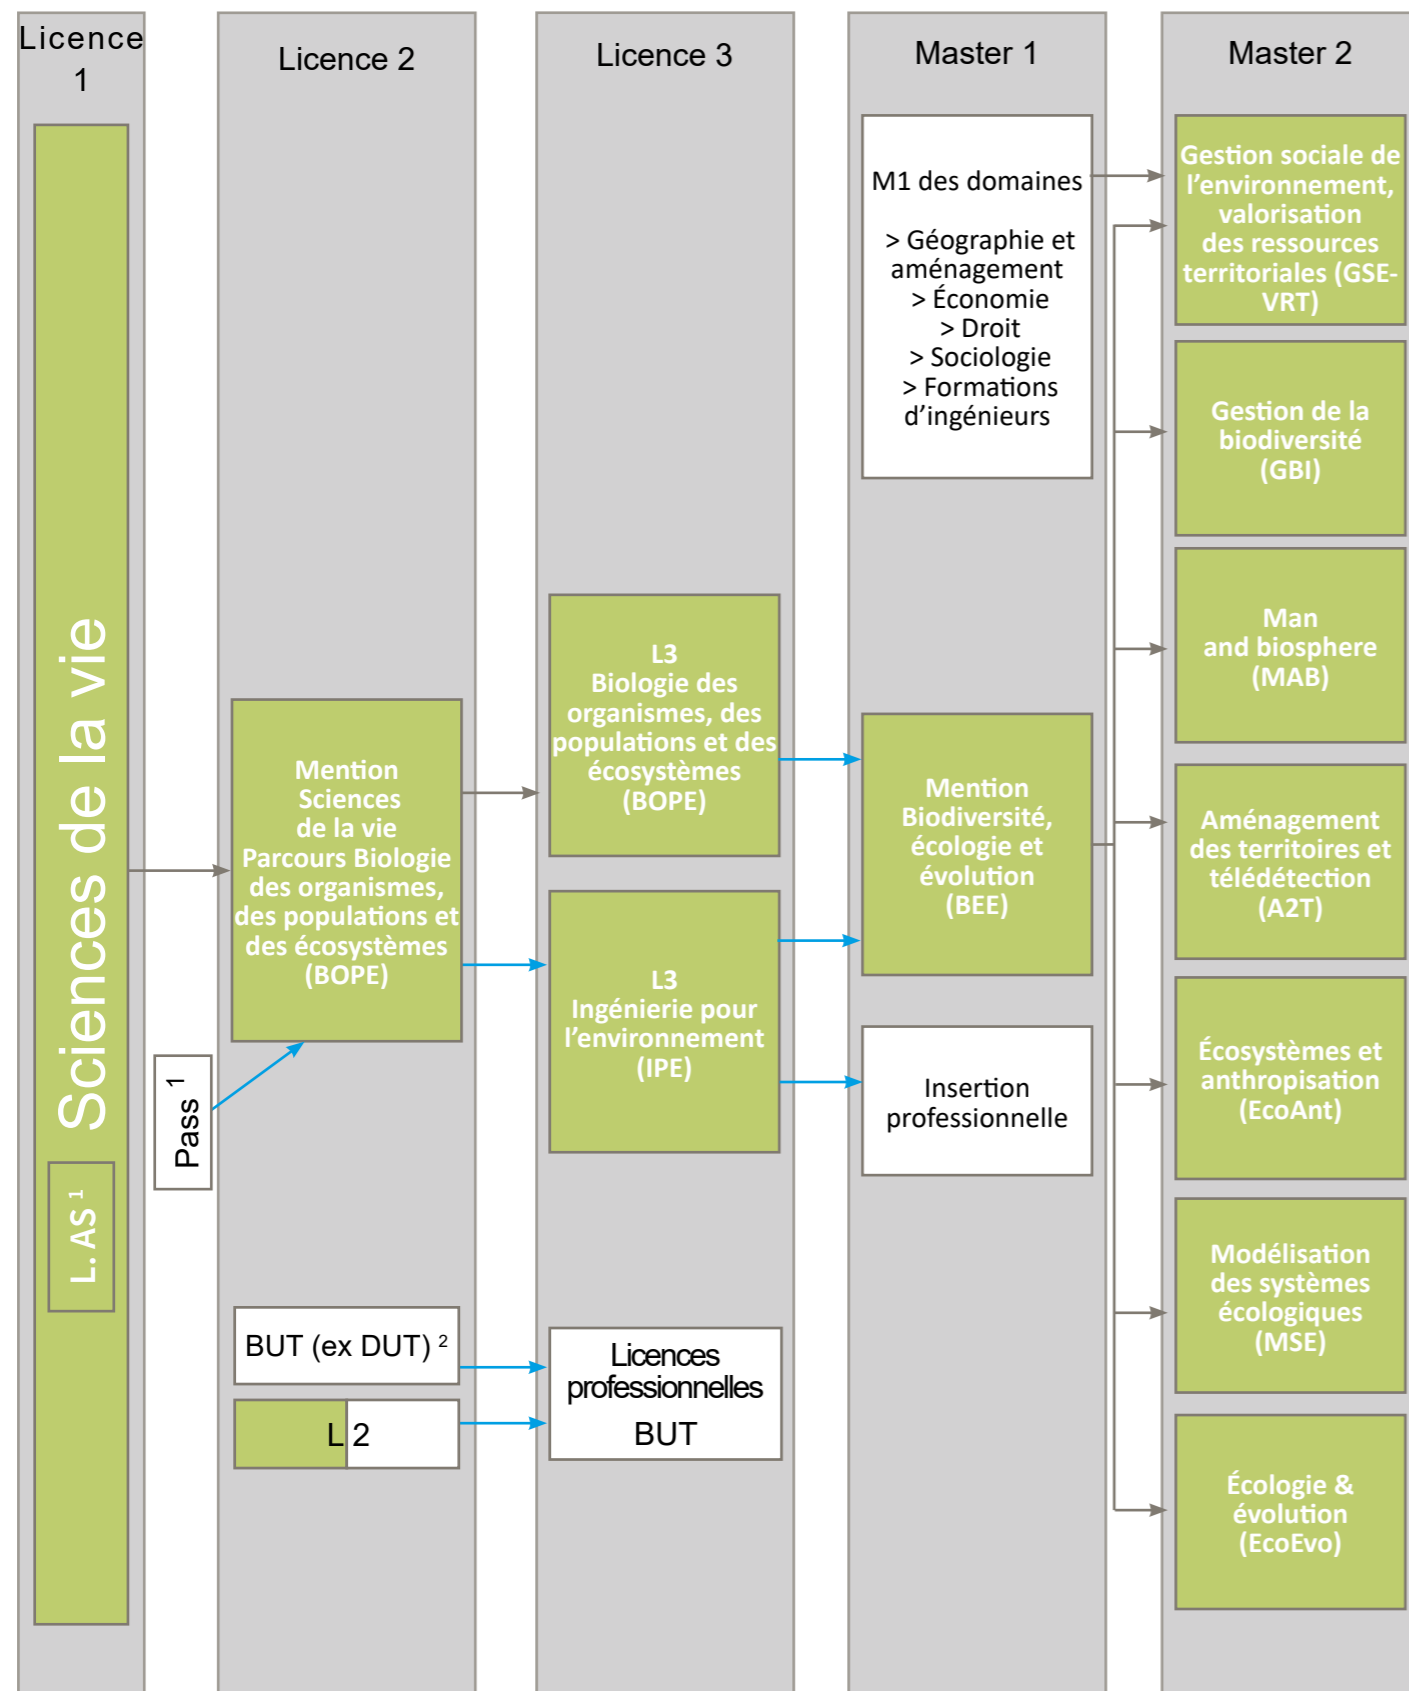 Licence
1
Sciences de la vie
L. AS ¹
Pass ¹
Licence 2
Mention
Sciences
de la vie
Parcours Biologie
des organismes,
des populations et
des écosystèmes
(BOPE)
BUT (ex DUT) ²
L 2
Licence 3
L3
Biologie des
organismes, des
populations et des
écosystèmes
(BOPE)
L3
Ingénierie pour
l’environnement
(IPE)
Licences
professionnelles
BUT
Master 1
M1 des domaines
> Géographie et
aménagement
> Économie
> Droit
> Sociologie
> Formations
d’ingénieurs
Mention
Biodiversité,
écologie et
évolution
(BEE)
Insertion
professionnelle
Master 2
Gestion sociale de
l’environnement,
valorisation
des ressources
territoriales (GSE-
VRT)
Gestion de la
biodiversité
(GBI)
Man
and biosphere
(MAB)
Aménagement
des territoires et
télédétection
(A2T)
Écosystèmes et
anthropisation
(EcoAnt)
Modélisation
des systèmes
écologiques
(MSE)
Écologie &
évolution
(EcoEvo)